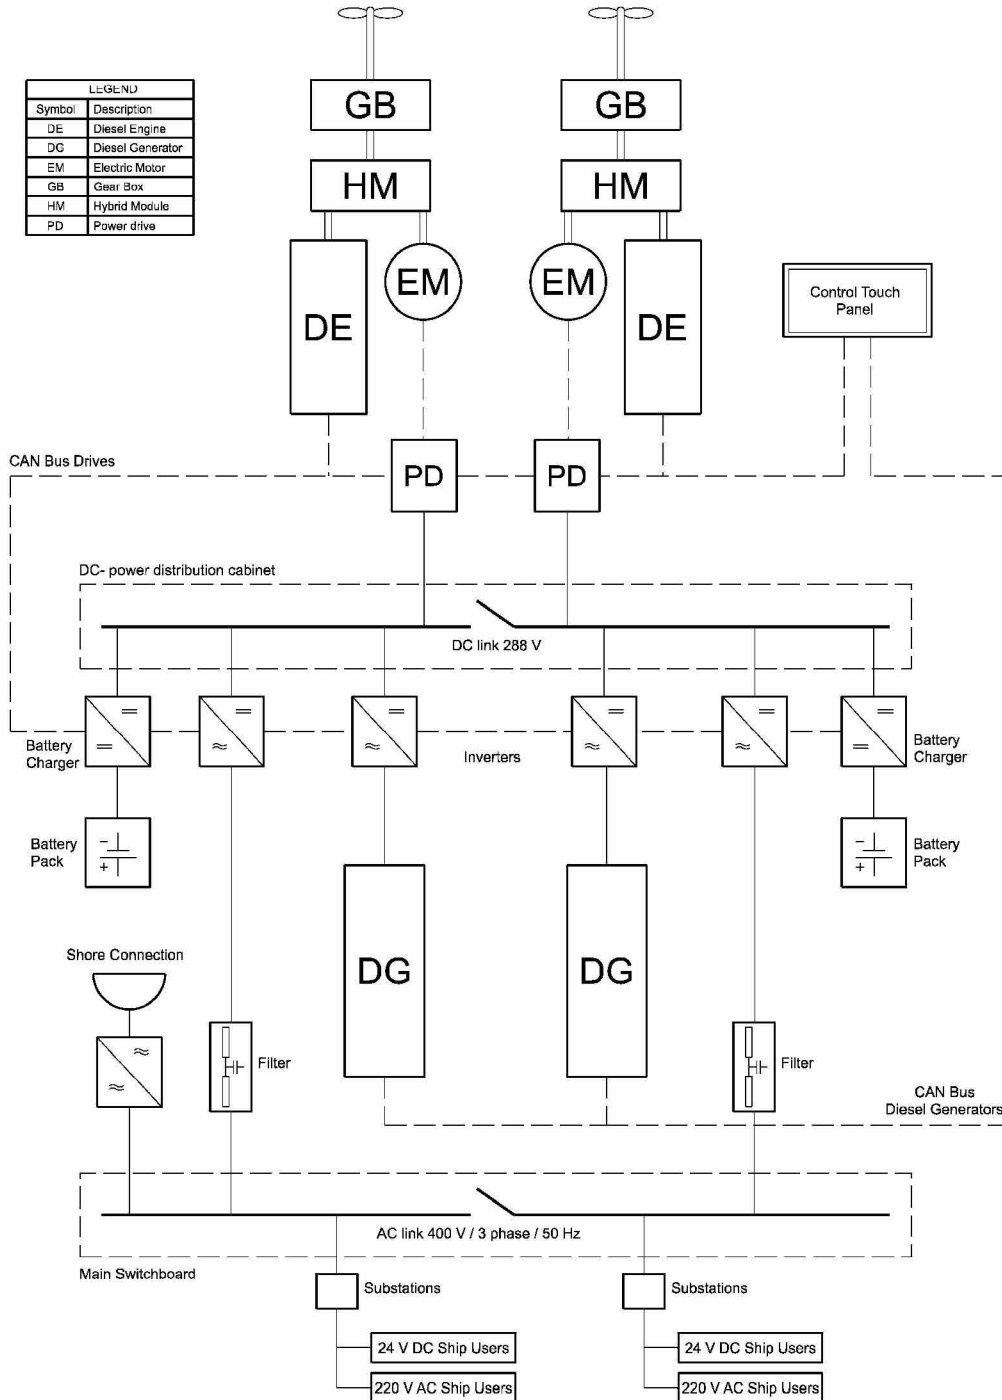 LEGEND
Symbol Description
DE Diesel Engine
DG Diesel Generator
EM Electric Motor
GB Gear Box
HM Hybrid Module
PD Power drive
GB
GB
HM
HM
DE
EM
EM
DE
Control Touch
Panel
CAN Bus Drives
PD
PD
DC- power distribution cabinet
DC link 288 V
Battery
Charger
Inverters
Battery
Charger
Battery
Pack
- +
- +
Battery
Pack
Shore Connection
DG
DG
Filter
Filter
CAN Bus
Diesel Generators
AC link 400 V / 3 phase / 50 Hz
Main Switchboard
Substations
Substations
24 V DC Ship Users
24 V DC Ship Users
220 V AC Ship Users
220 V AC Ship Users